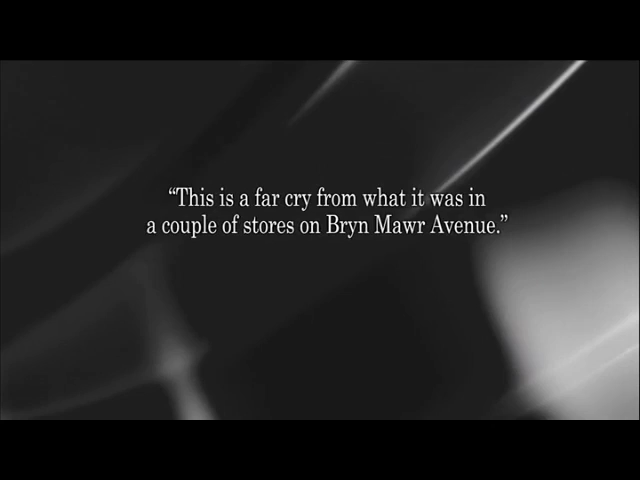 “This is a far cry from what it was in
a couple of stores on Bryn Mawr Avenue.”